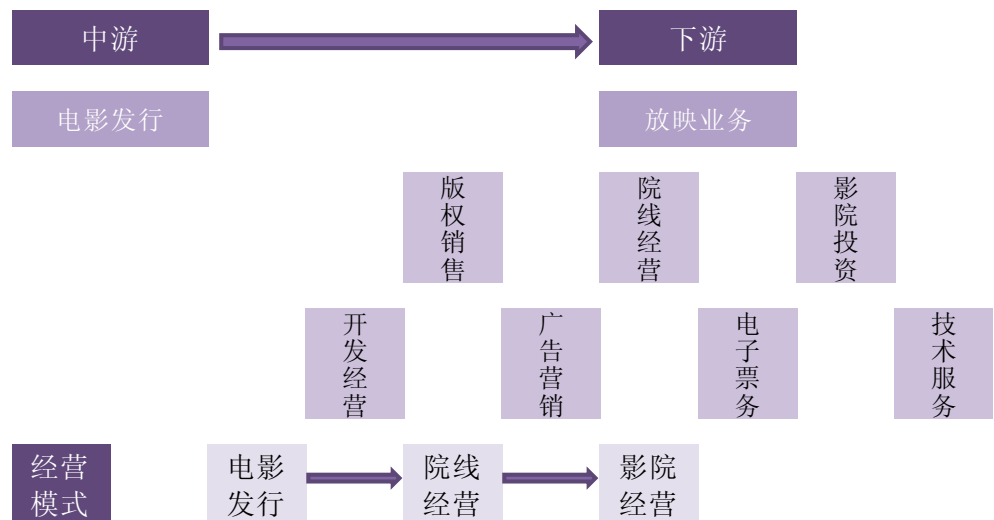 中游
下游
电影发行
放映业务
版权销售
院线经营
影院投资
开发经营
广告营销
电子票务
技术服务
经营
模式
电影
发行
院线
经营
影院
经营